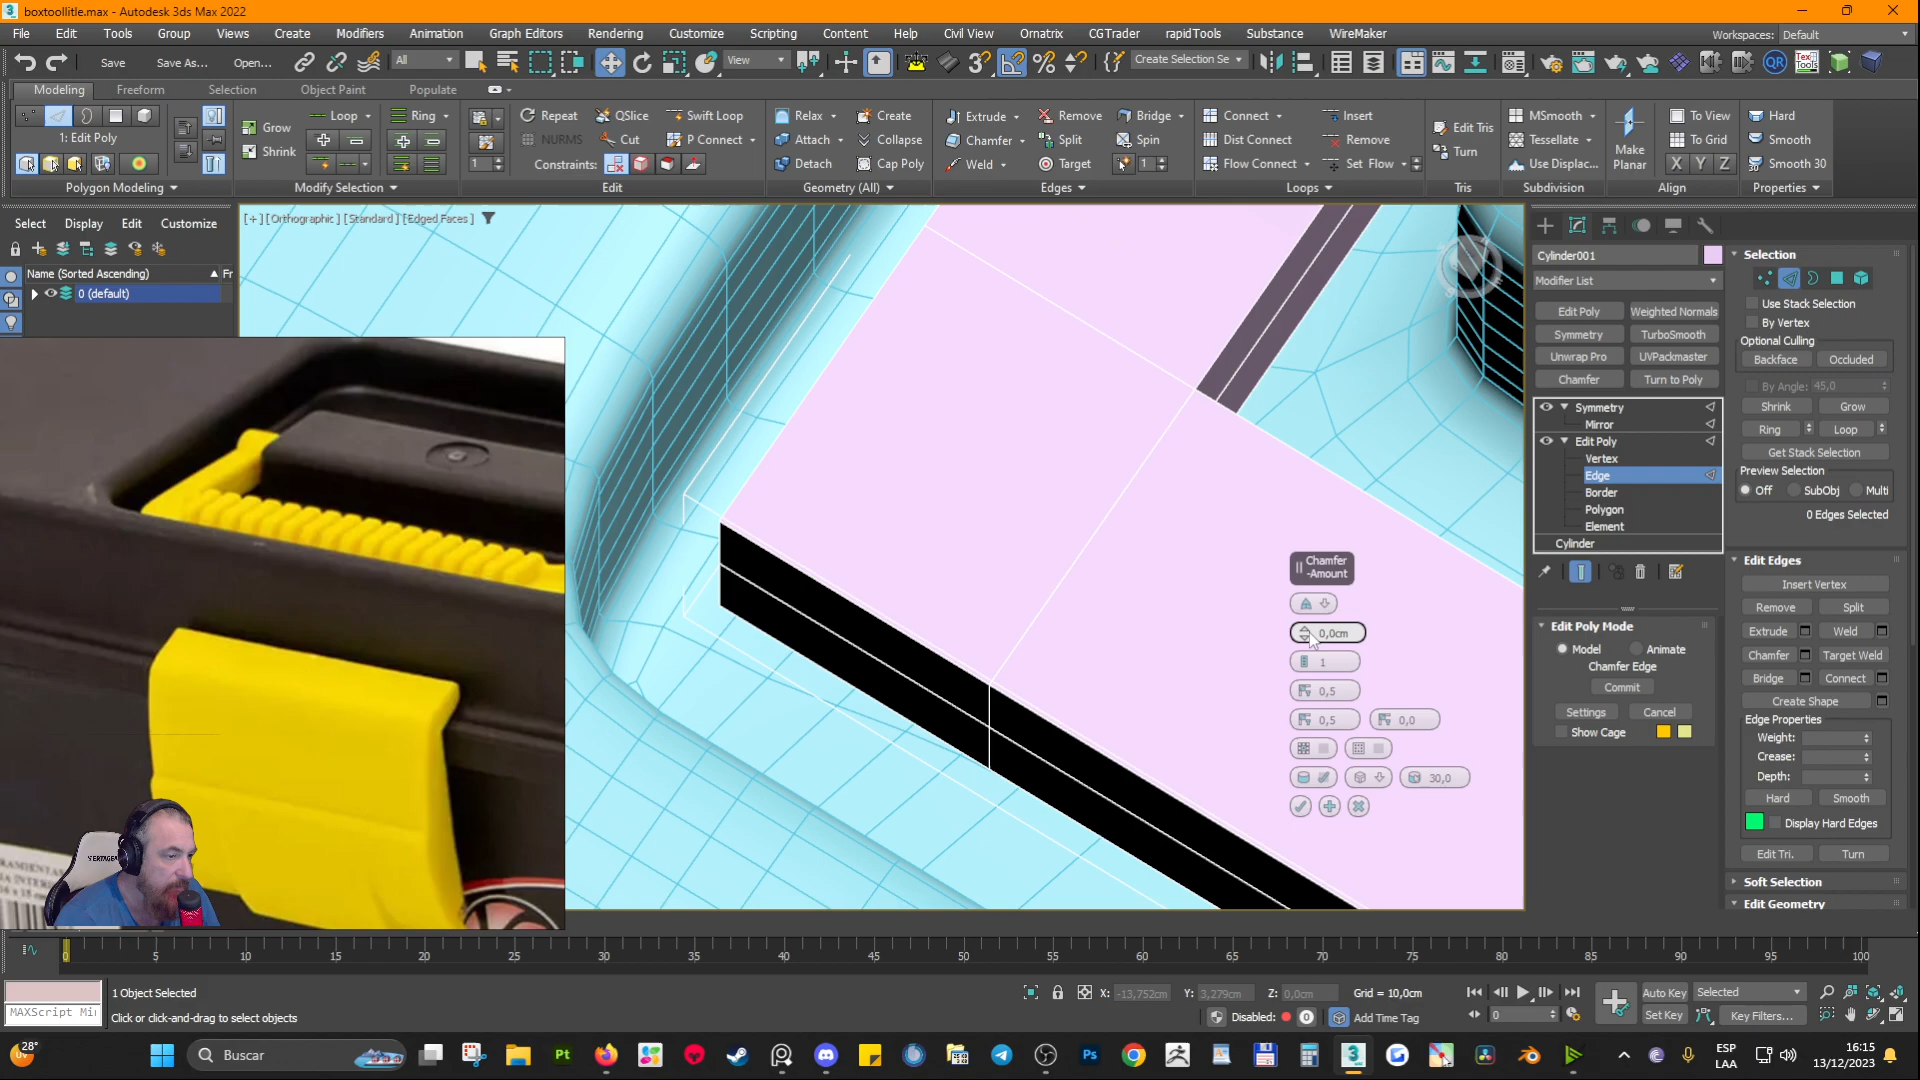 boxtoollitle.max - Autodesk 3ds Max 2022
File Edit Tools Group Views Create Modifiers Animation Graph Editors Rendering Customize Scripting Content Help Civil View Ornatrix CGTrader rapidTools Substance WireMaker Workspaces: Default
Save Save As... Open... All View Create Selection Se
Modeling Freeform Selection Object Paint Populate
Loop Ring Repeat QSlice Swift Loop Relax Create Extrude Remove Bridge Connect Insert MSmooth To View Hard
1: Edit Poly Grow NURMS Cut P Connect Attach Collapse Chamfer Split Spin Dist Connect Remove Edit Tris Tessellate To Grid Smooth
Shrink 1 Constraints: Detach Cap Poly Weld Target 1 Flow Connect Set Flow Turn Use Displac... Make Planar X Y Z Smooth 30
Polygon Modeling Modify Selection Edit Geometry (All) Edges Loops Tris Subdivision Align Properties
Select Display Edit Customize
Name (Sorted Ascending) Fr
0 (default)
[+] [Orthographic] [Standard] [Edged Faces]
Chamfer
-Amount
0,0cm
1
0,5
0,5 0,0
30,0
Cylinder001
Modifier List
Edit Poly Weighted Normals
Symmetry TurboSmooth
Unwrap Pro UVPackmaster
Chamfer Turn to Poly
Symmetry
Mirror
Edit Poly
Vertex
Edge
Border
Polygon
Element
Cylinder
Edit Poly Mode
Model Animate
Chamfer Edge
Commit
Settings Cancel
Show Cage
Selection
Use Stack Selection
By Vertex
Optional Culling
Backface Occluded
By Angle: 45,0
Shrink Grow
Ring Loop
Get Stack Selection
Preview Selection
Off SubObj Multi
0 Edges Selected
Edit Edges
Insert Vertex
Remove Split
Extrude Weld
Chamfer Target Weld
Bridge Connect
Create Shape
Edge Properties
Weight:
Crease:
Depth:
Hard Smooth
Display Hard Edges
Edit Tri. Turn
Soft Selection
Edit Geometry
0 5 10 15 20 25 30 35 40 45 50 55 60 65 70 75 80 85 90 95 100
1 Object Selected X: -13,752cm Y: 3,279cm Z: 0,0cm Grid = 10,0cm Auto Key Selected
MAXScript Mi Click or click-and-drag to select objects Disabled: 0 Add Time Tag 0 Set Key Key Filters...
28° Buscar Pt Ps 3 ESP LAA 16:15 13/12/2023